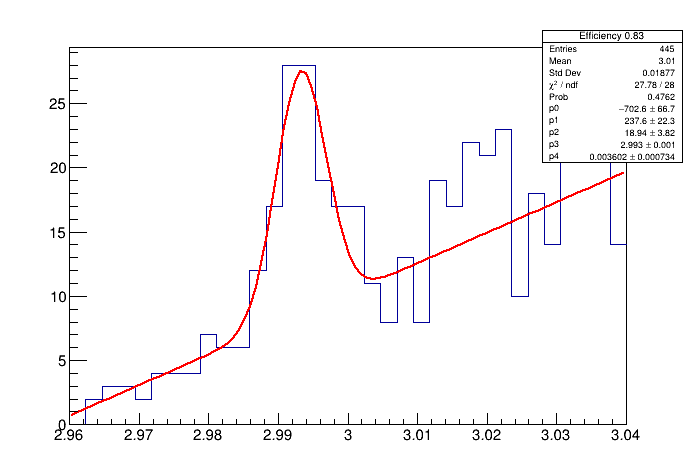 Efficiency 0.83
Entries 445
Mean 3.01
Std Dev 0.01877
χ² / ndf 27.78 / 28
Prob 0.4762
p0 −702.6 ± 66.7
p1 237.6 ± 22.3
p2 18.94 ± 3.82
p3 2.993 ± 0.001
p4 0.003602 ± 0.000734
25
20
15
10
5
0
2.96 2.97 2.98 2.99 3 3.01 3.02 3.03 3.04